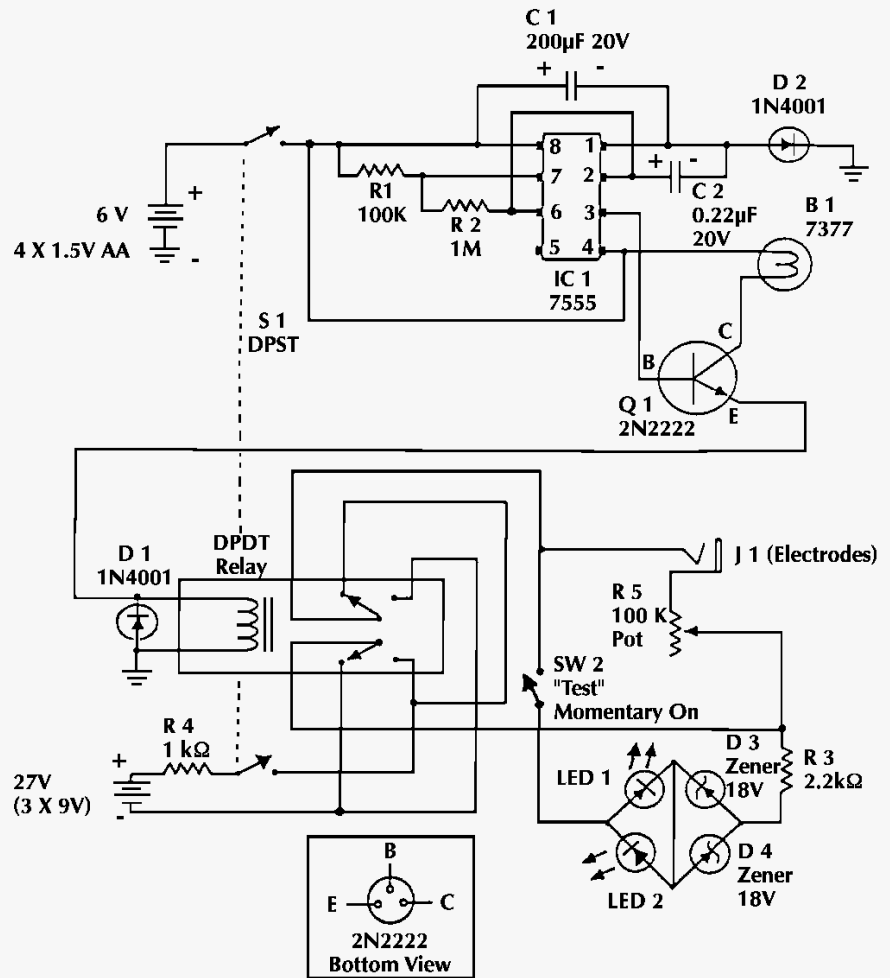 C 1
200µF 20V
+ -
D 2
1N4001
8 1
7 2
6 3
5 4
R1
100K
R 2
1M
+ -
C 2
0.22µF
20V
B 1
7377
+
6 V
4 X 1.5V AA
-
IC 1
7555
S 1
DPST
C
B
E
Q 1
2N2222
D 1
1N4001
DPDT
Relay
J 1 (Electrodes)
R 5
100 K
Pot
SW 2
"Test"
Momentary On
R 4
1 kΩ
+
27V
(3 X 9V)
-
LED 1
D 3
Zener
18V
R 3
2.2kΩ
D 4
Zener
18V
LED 2
B
E C
2N2222
Bottom View